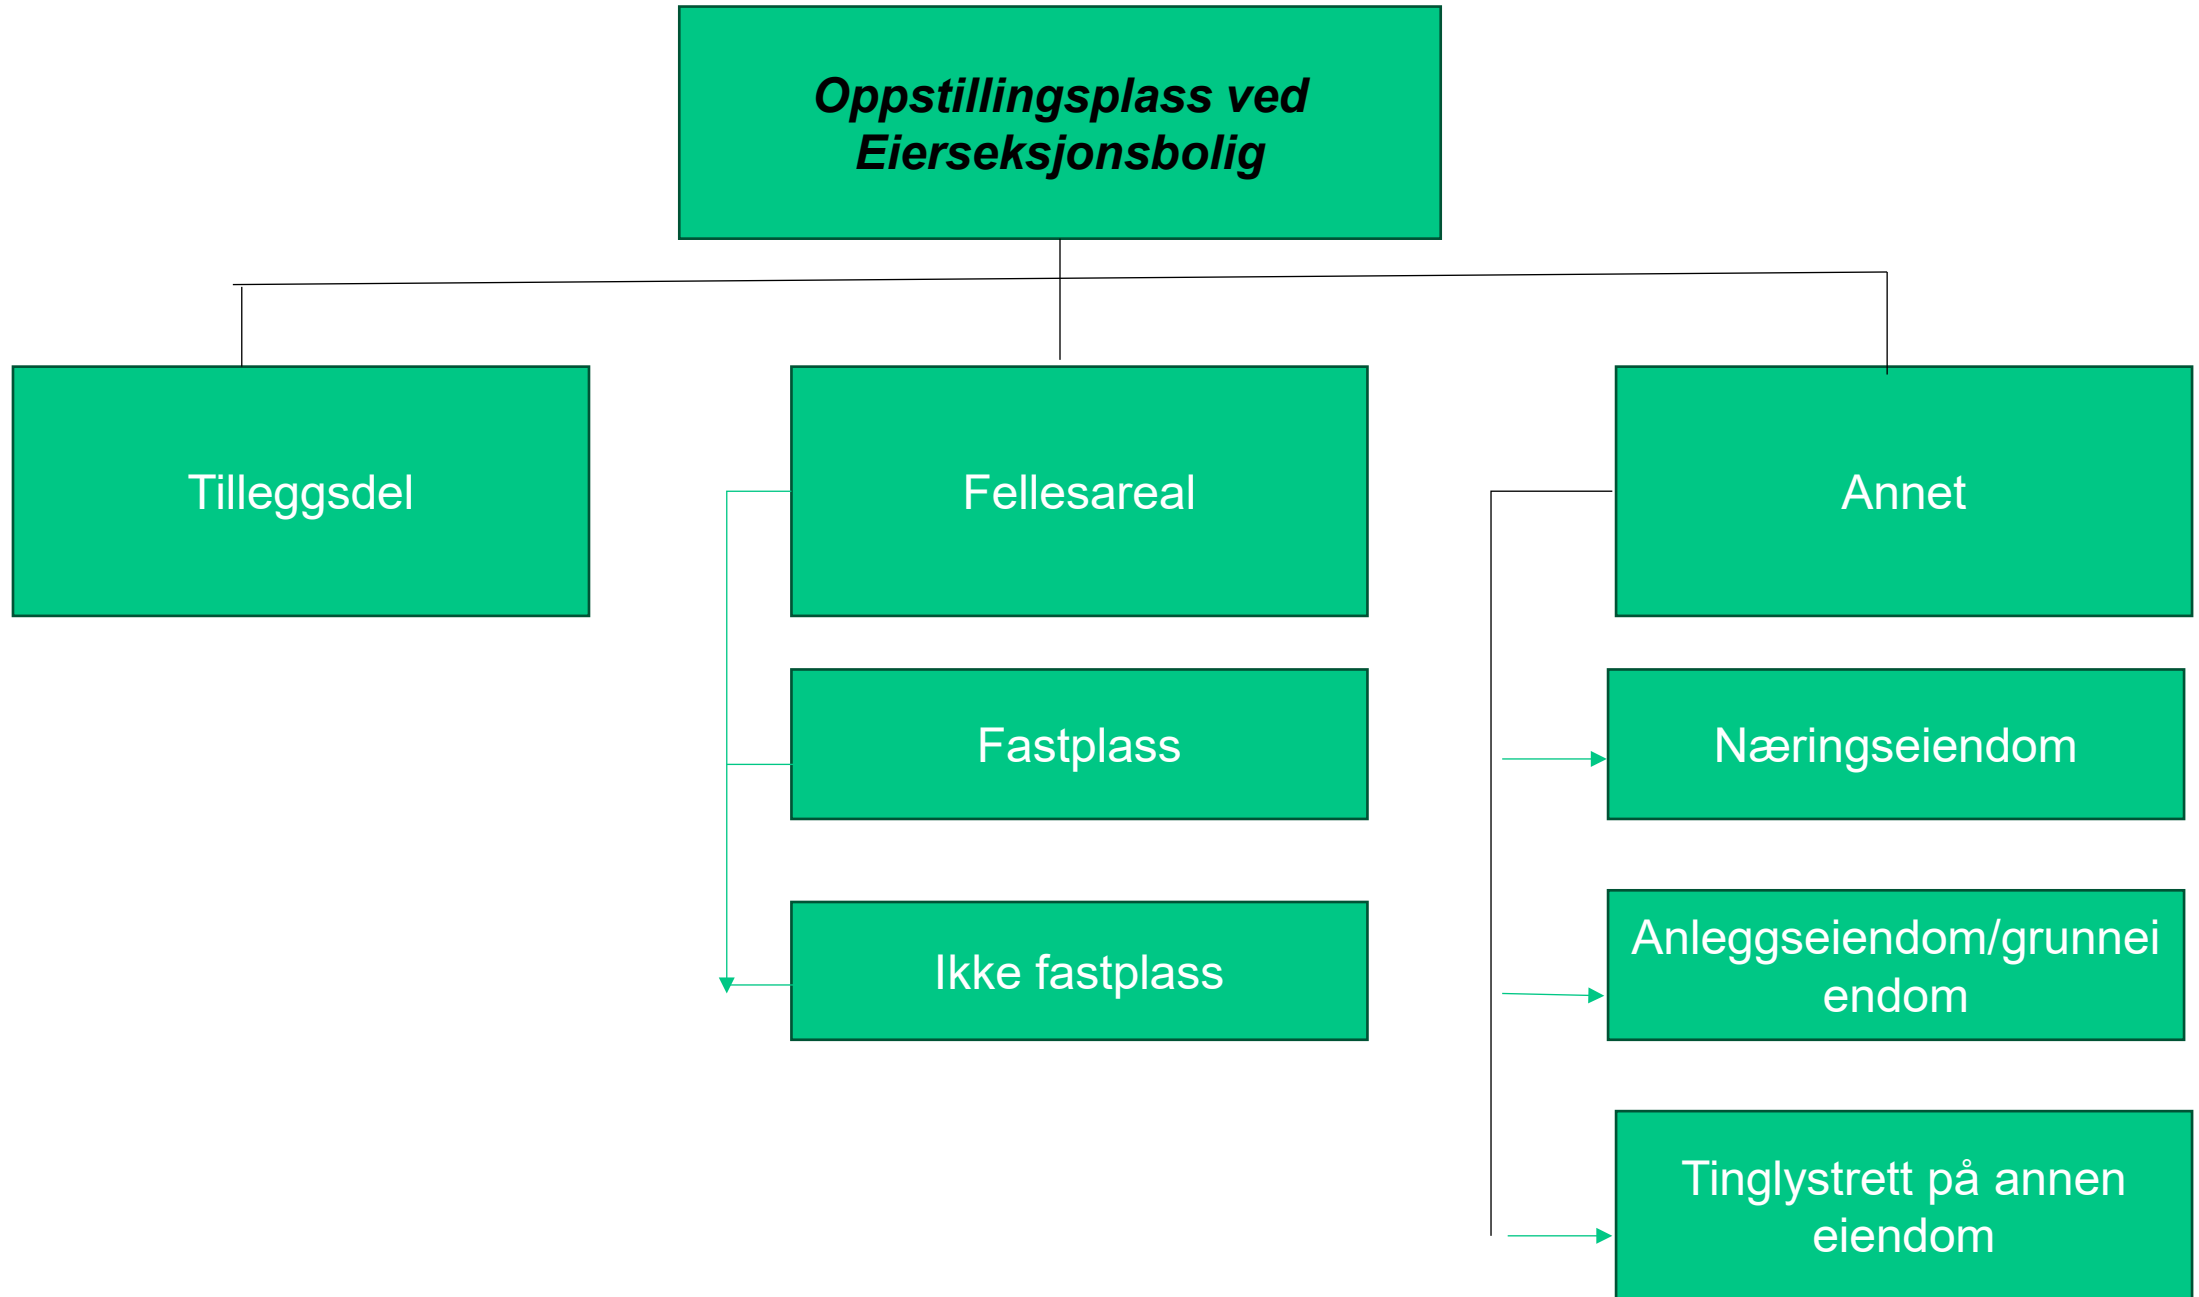 Oppstillingsplass ved
Eierseksjonsbolig
Tilleggsdel
Fellesareal
Annet
Fastplass
Næringseiendom
Ikke fastplass
Anleggseiendom/grunnei
endom
Tinglystrett på annen
eiendom